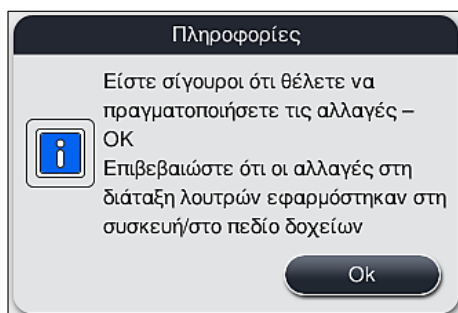 Πληροφορίες
Είστε σίγουροι ότι θέλετε να
πραγματοποιήσετε τις αλλαγές –
OK
Επιβεβαιώστε ότι οι αλλαγές στη
διάταξη λουτρών εφαρμόστηκαν στη
συσκευή/στο πεδίο δοχείων
Ok